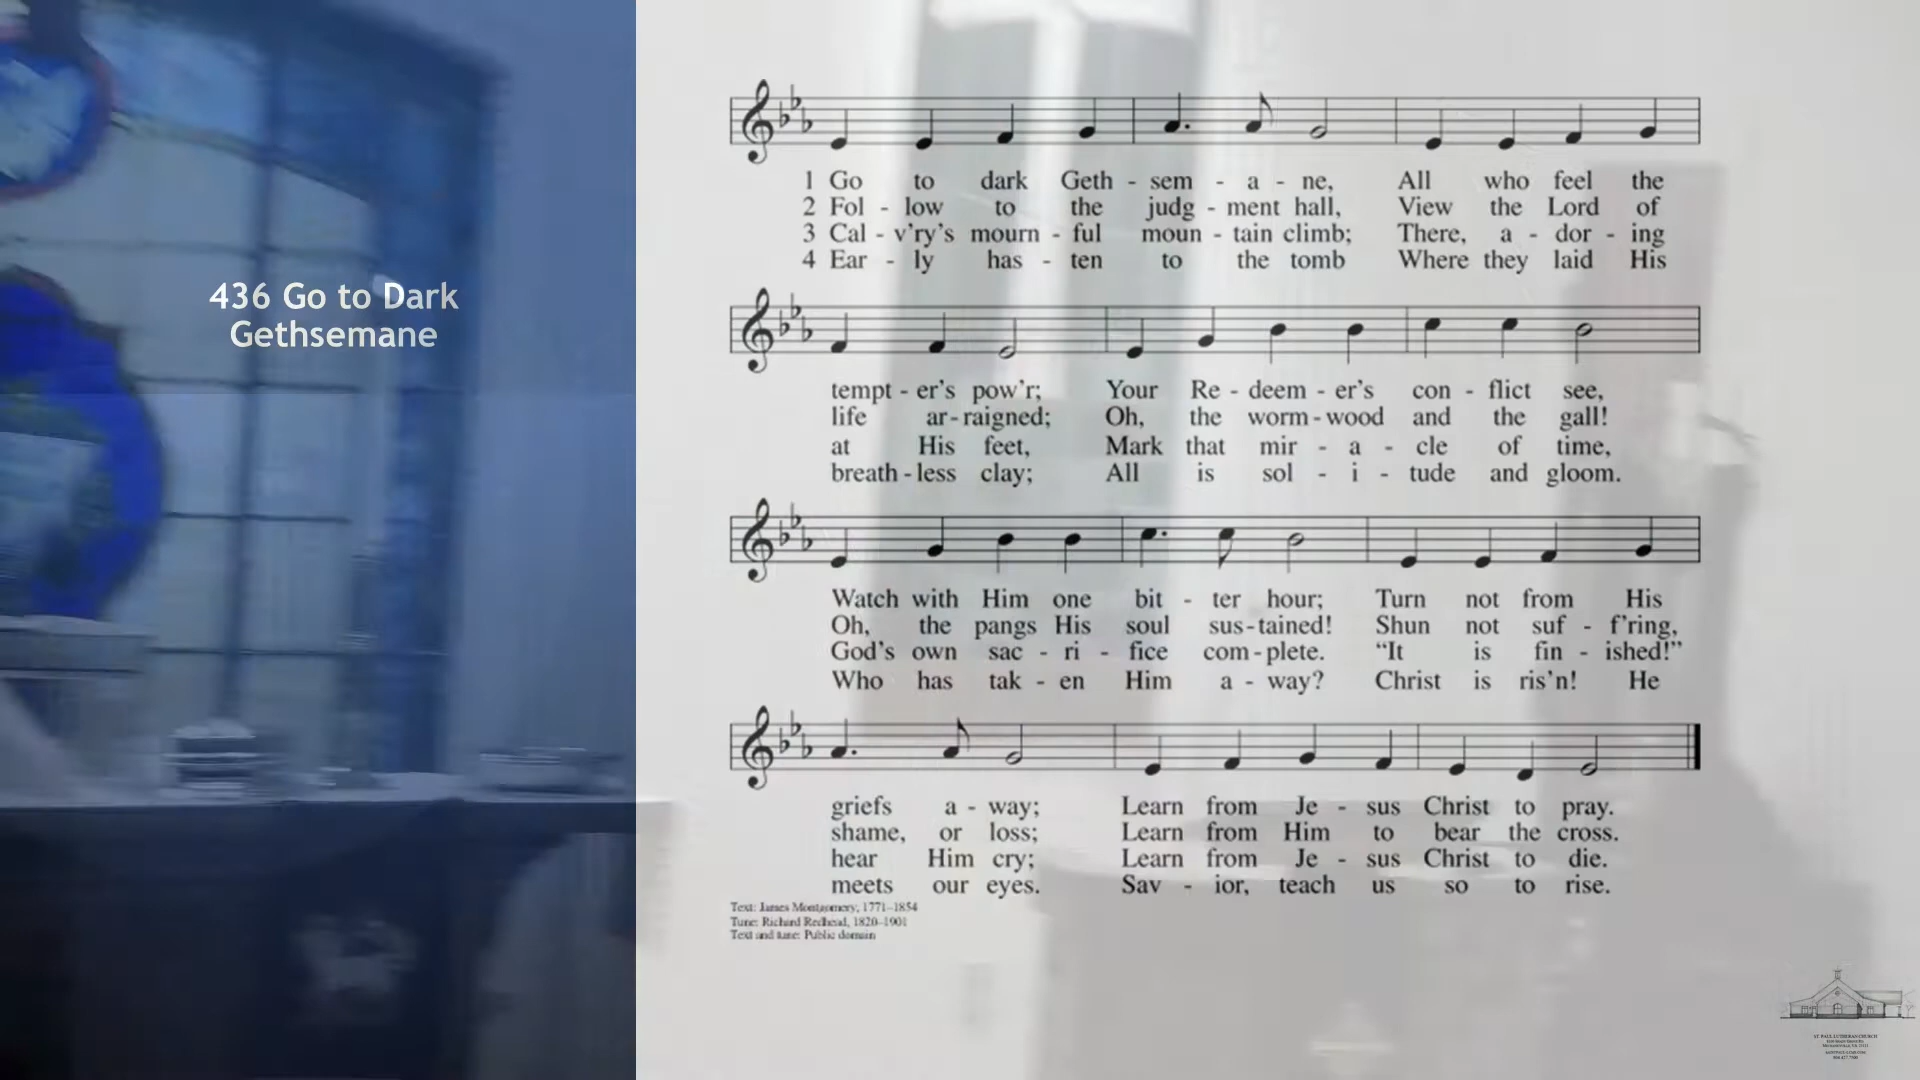 436 Go to Dark
Gethsemane
1 Go to dark Geth - sem - a - ne, All who feel the
2 Fol - low to the judg - ment hall, View the Lord of
3 Cal - v'ry's mourn - ful moun - tain climb; There, a - dor - ing
4 Ear - ly has - ten to the tomb Where they laid His
tempt - er's pow'r; Your Re - deem - er's con - flict see,
life ar - raigned; Oh, the worm - wood and the gall!
at His feet, Mark that mir - a - cle of time,
breath - less clay; All is sol - i - tude and gloom.
Watch with Him one bit - ter hour; Turn not from His
Oh, the pangs His soul sus - tained! Shun not suf - f'ring,
God's own sac - ri - fice com - plete. “It is fin - ished!”
Who has tak - en Him a - way? Christ is ris'n! He
griefs a - way; Learn from Je - sus Christ to pray.
shame, or loss; Learn from Him to bear the cross.
hear Him cry; Learn from Je - sus Christ to die.
meets our eyes. Sav - ior, teach us so to rise.
Text: James Montgomery, 1771–1854
Tune: Richard Redhead, 1820–1901
Text and tune: Public domain
ST. PAUL LUTHERAN CHURCH